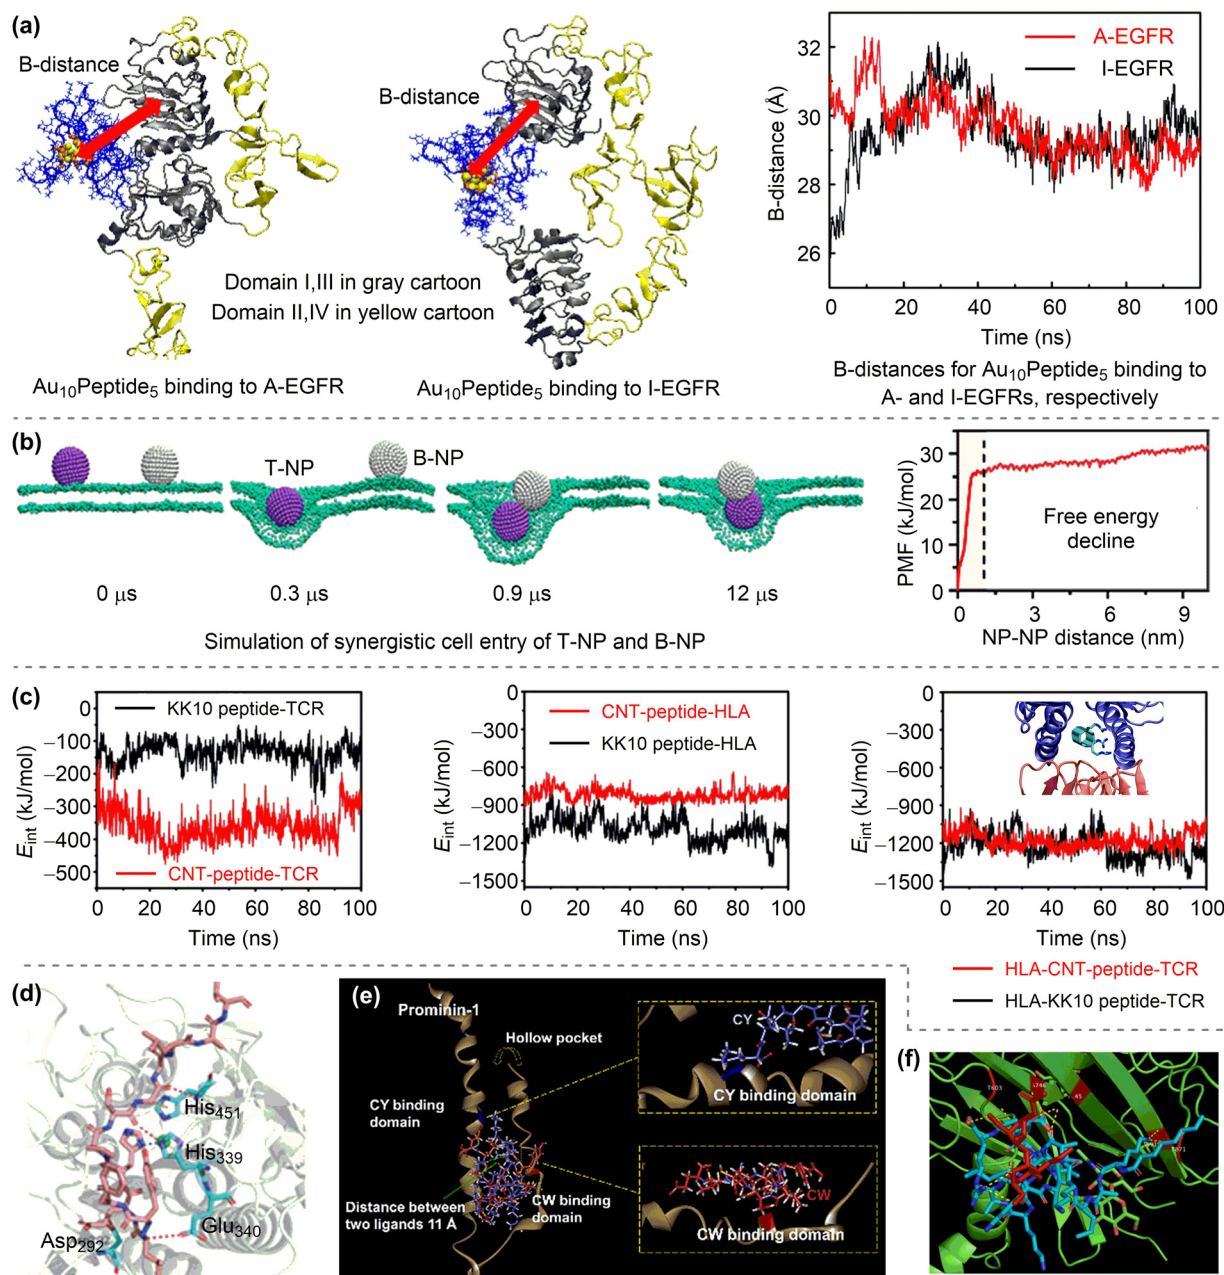 (a)
B-distance
B-distance
Domain I,III in gray cartoon
Domain II,IV in yellow cartoon
Au₁₀Peptide₅ binding to A-EGFR
Au₁₀Peptide₅ binding to I-EGFR
A-EGFR
I-EGFR
B-distance (Å)
32
30
28
26
0 20 40 60 80 100
Time (ns)
B-distances for Au₁₀Peptide₅ binding to
A- and I-EGFRs, respectively
(b)
T-NP
B-NP
0 μs
0.3 μs
0.9 μs
12 μs
Simulation of synergistic cell entry of T-NP and B-NP
PMF (kJ/mol)
30
20
10
0
Free energy
decline
0 3 6 9
NP-NP distance (nm)
(c)
KK10 peptide-TCR
CNT-peptide-TCR
Eint (kJ/mol)
0
−100
−200
−300
−400
−500
0 20 40 60 80 100
Time (ns)
CNT-peptide-HLA
KK10 peptide-HLA
Eint (kJ/mol)
0
−300
−600
−900
−1200
−1500
0 20 40 60 80 100
Time (ns)
Eint (kJ/mol)
0
−300
−600
−900
−1200
−1500
0 20 40 60 80 100
Time (ns)
HLA-CNT-peptide-TCR
HLA-KK10 peptide-TCR
(d)
His₄₅₁
His₃₃₉
Glu₃₄₀
Asp₂₉₂
(e)
Prominin-1
Hollow pocket
CY binding
domain
Distance between
two ligands 11 Å
CW binding
domain
CY
CY binding domain
CW
CW binding domain
(f)
T603